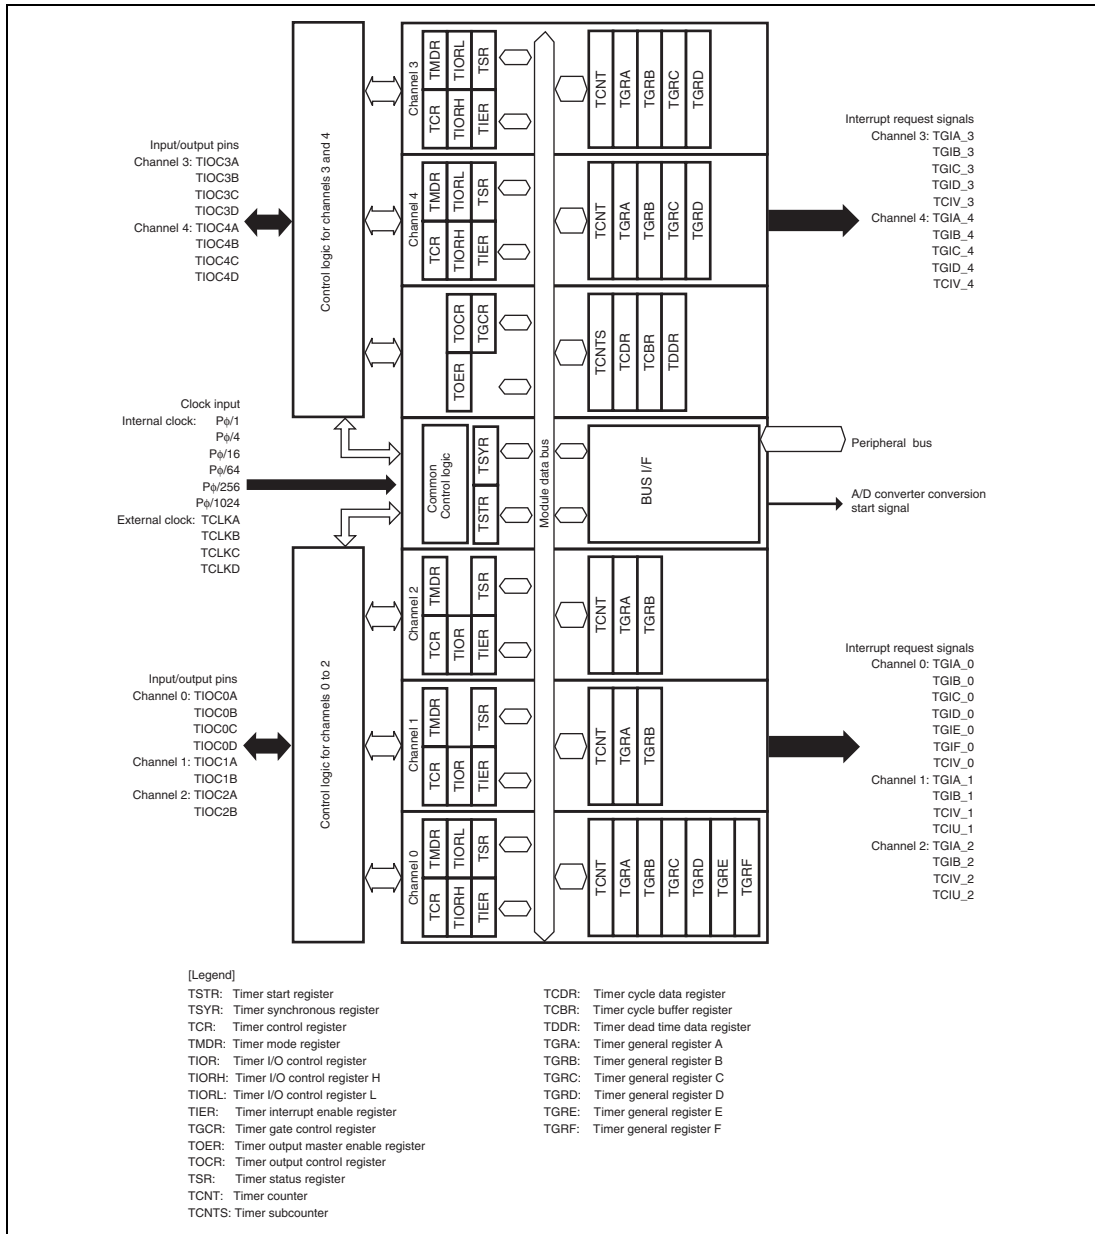 Input/output pins
Channel 3: TIOC3A
TIOC3B
TIOC3C
TIOC3D
Channel 4: TIOC4A
TIOC4B
TIOC4C
TIOC4D
Clock input
Internal clock: Pφ/1
Pφ/4
Pφ/16
Pφ/64
Pφ/256
Pφ/1024
External clock: TCLKA
TCLKB
TCLKC
TCLKD
Input/output pins
Channel 0: TIOC0A
TIOC0B
TIOC0C
TIOC0D
Channel 1: TIOC1A
TIOC1B
Channel 2: TIOC2A
TIOC2B
Control logic for channels 3 and 4
Control logic for channels 0 to 2
Channel 3
TMDR
TIORL
TSR
TCR
TIORH
TIER
TCNT
TGRA
TGRB
TGRC
TGRD
Channel 4
TMDR
TIORL
TSR
TCR
TIORH
TIER
TCNT
TGRA
TGRB
TGRC
TGRD
TOCR
TGCR
TOER
TCNTS
TCDR
TCBR
TDDR
Common
Control logic
TSYR
TSTR
Module data bus
BUS I/F
Channel 2
TMDR
TSR
TCR
TIOR
TIER
TCNT
TGRA
TGRB
Channel 1
TMDR
TSR
TCR
TIOR
TIER
TCNT
TGRA
TGRB
Channel 0
TMDR
TIORL
TSR
TCR
TIORH
TIER
TCNT
TGRA
TGRB
TGRC
TGRD
TGRE
TGRF
Interrupt request signals
Channel 3: TGIA_3
TGIB_3
TGIC_3
TGID_3
TCIV_3
Channel 4: TGIA_4
TGIB_4
TGIC_4
TGID_4
TCIV_4
Peripheral bus
A/D converter conversion
start signal
Interrupt request signals
Channel 0: TGIA_0
TGIB_0
TGIC_0
TGID_0
TGIE_0
TGIF_0
TCIV_0
Channel 1: TGIA_1
TGIB_1
TCIV_1
TCIU_1
Channel 2: TGIA_2
TGIB_2
TCIV_2
TCIU_2
[Legend]
TSTR: Timer start register
TSYR: Timer synchronous register
TCR: Timer control register
TMDR: Timer mode register
TIOR: Timer I/O control register
TIORH: Timer I/O control register H
TIORL: Timer I/O control register L
TIER: Timer interrupt enable register
TGCR: Timer gate control register
TOER: Timer output master enable register
TOCR: Timer output control register
TSR: Timer status register
TCNT: Timer counter
TCNTS: Timer subcounter
TCDR: Timer cycle data register
TCBR: Timer cycle buffer register
TDDR: Timer dead time data register
TGRA: Timer general register A
TGRB: Timer general register B
TGRC: Timer general register C
TGRD: Timer general register D
TGRE: Timer general register E
TGRF: Timer general register F